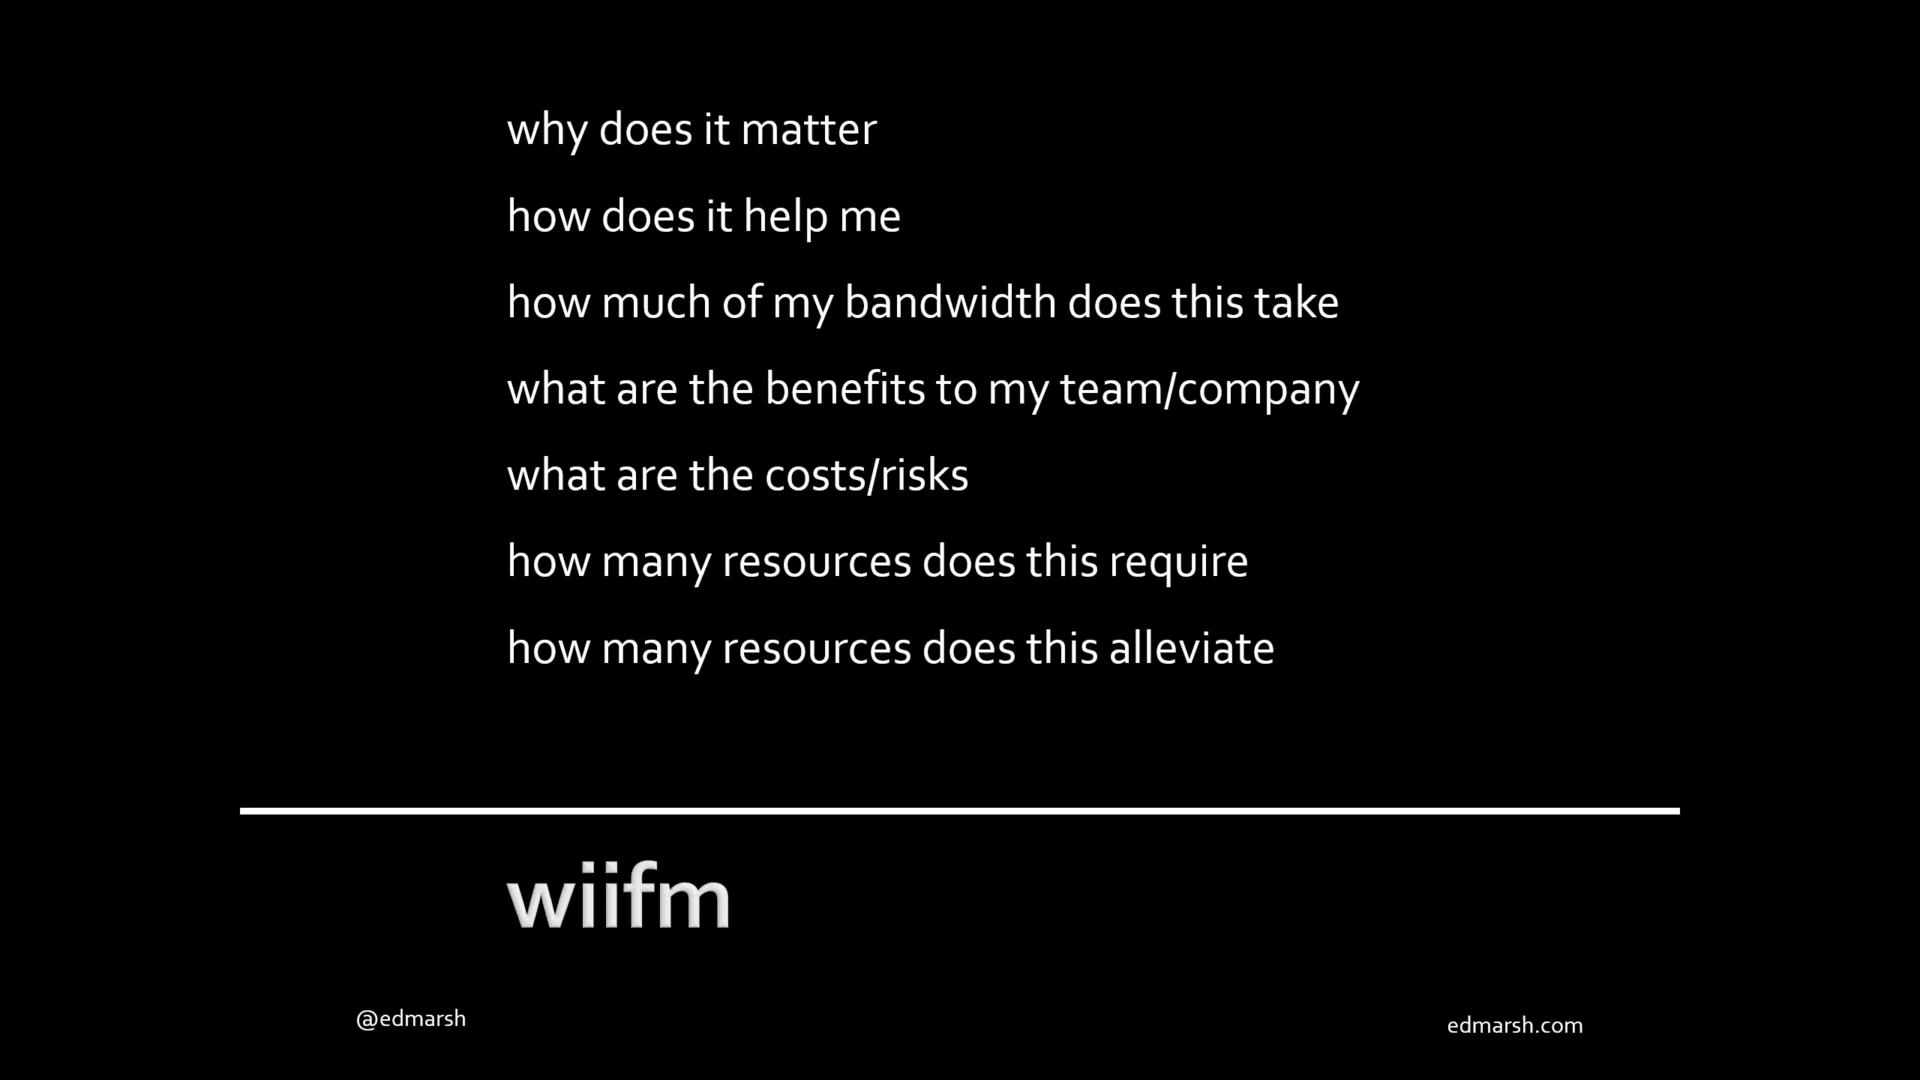 why does it matter
how does it help me
how much of my bandwidth does this take
what are the benefits to my team/company
what are the costs/risks
how many resources does this require
how many resources does this alleviate
wiifm
@edmarsh
edmarsh.com